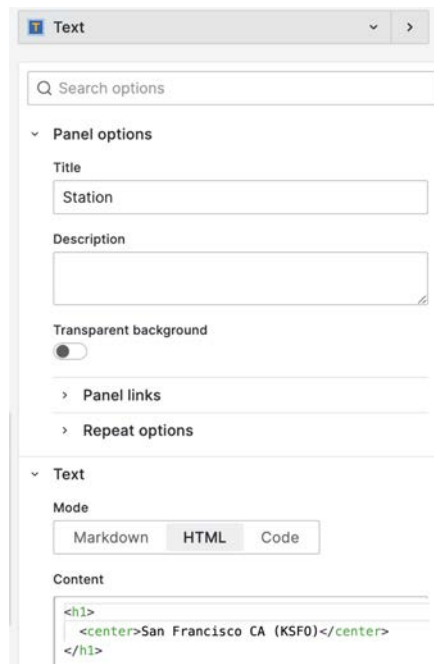 Text
Search options
Panel options
Title
Station
Description
Transparent background
Panel links
Repeat options
Text
Mode
Markdown HTML Code
Content
<h1>
<center>San Francisco CA (KSFO)</center>
</h1>